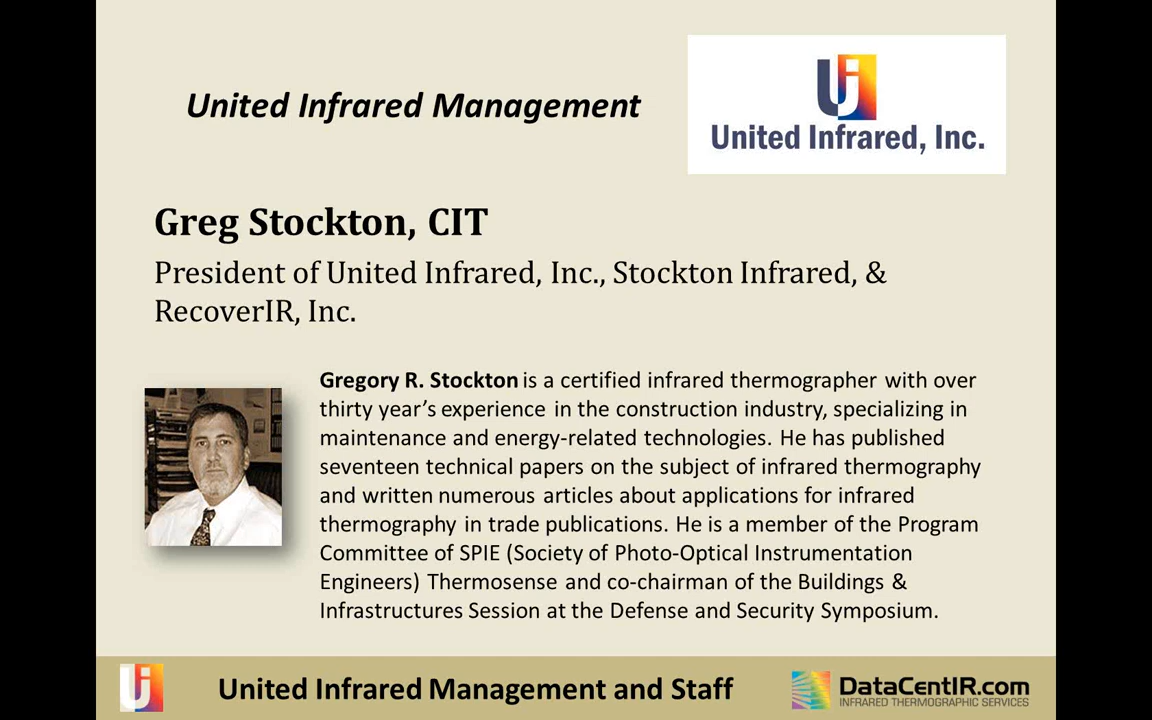 United Infrared Management
Ui
United Infrared, Inc.
Greg Stockton, CIT
President of United Infrared, Inc., Stockton Infrared, &
RecoverIR, Inc.
Gregory R. Stockton is a certified infrared thermographer with over
thirty year’s experience in the construction industry, specializing in
maintenance and energy-related technologies. He has published
seventeen technical papers on the subject of infrared thermography
and written numerous articles about applications for infrared
thermography in trade publications. He is a member of the Program
Committee of SPIE (Society of Photo-Optical Instrumentation
Engineers) Thermosense and co-chairman of the Buildings &
Infrastructures Session at the Defense and Security Symposium.
Ui
United Infrared Management and Staff
DataCentIR.com
INFRARED THERMOGRAPHIC SERVICES